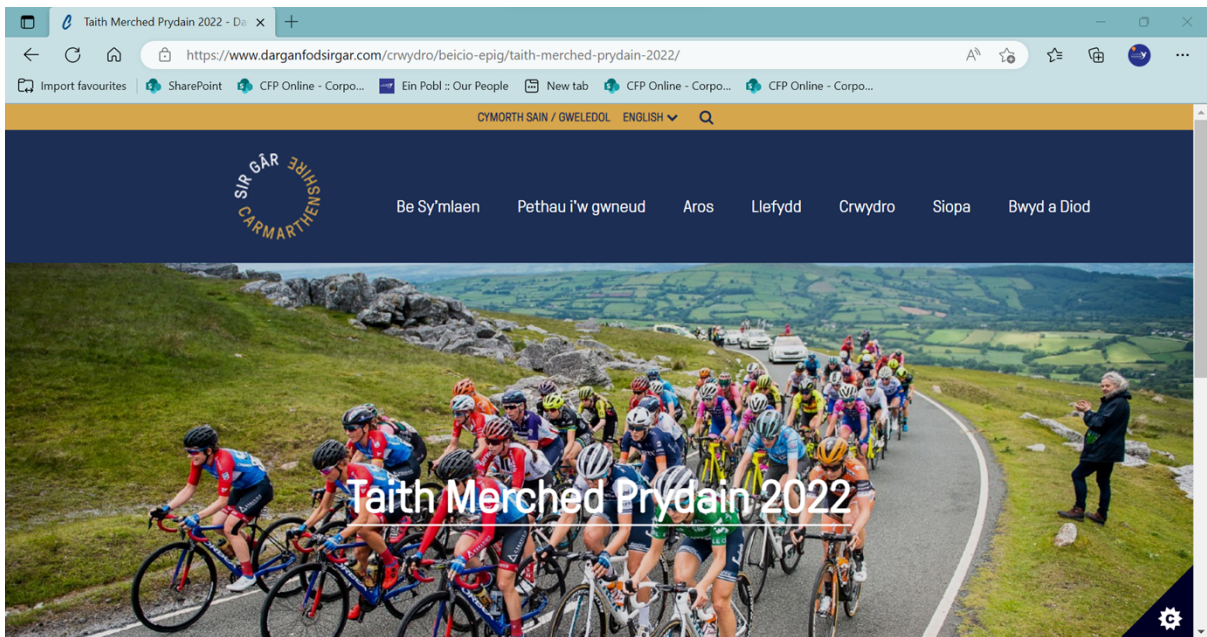 Taith Merched Prydain 2022 - Da
https://www.darganfodsirgar.com/crwydro/beicio-epig/taith-merched-prydain-2022/
Import favourites SharePoint CFP Online - Corpo... Ein Pobl :: Our People New tab CFP Online - Corpo... CFP Online - Corpo...
CYMORTH SAIN / GWELEDOL ENGLISH
SIR GÂR CARMARTHENSHIRE
Be Sy'mlaen Pethau i'w gwneud Aros Llefydd Crwydro Siopa Bwyd a Diod
Taith Merched Prydain 2022